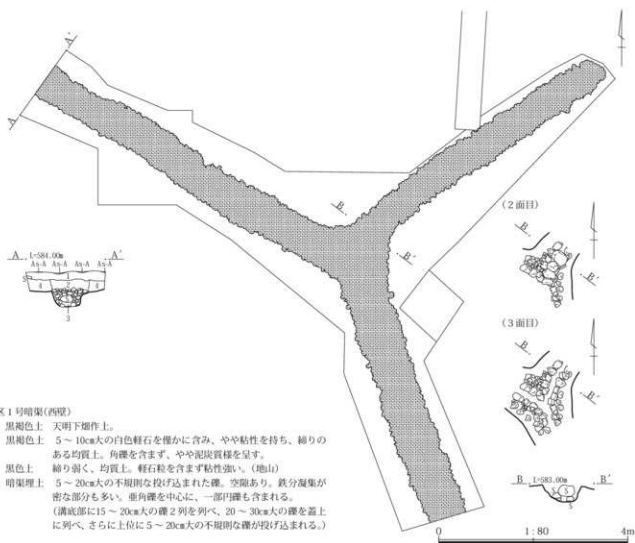 A′
A
B
B′
(2面目)
B
B′
(3面目)
B
B′
A L=584.00m A′
As-A As-A As-A As-A
S 1
4 2 4
3
B L=583.00m B′
S S
S S
区1号暗渠(西壁)
黒褐色土 天明下畑作土。
黒褐色土 5～10cm大の白色軽石を僅かに含み、やや粘性を持ち、締りの
ある均質土。角礫を含まず、やや泥炭質様を呈す。
黒色土 締り弱く、均質土。軽石粒を含まず粘性強い。(地山)
暗渠埋土 5～20cm大の不規則な投げ込まれた礫。空隙あり。鉄分凝集が
密な部分も多い。亜角礫を中心に、一部円礫も含まれる。
(溝底部に15～20cm大の礫2列を列べ、20～30cm大の礫を蓋上
に列べ、さらに上位に5～20cm大の不規則な礫が投げ込まれる。)
0 1:80 4m